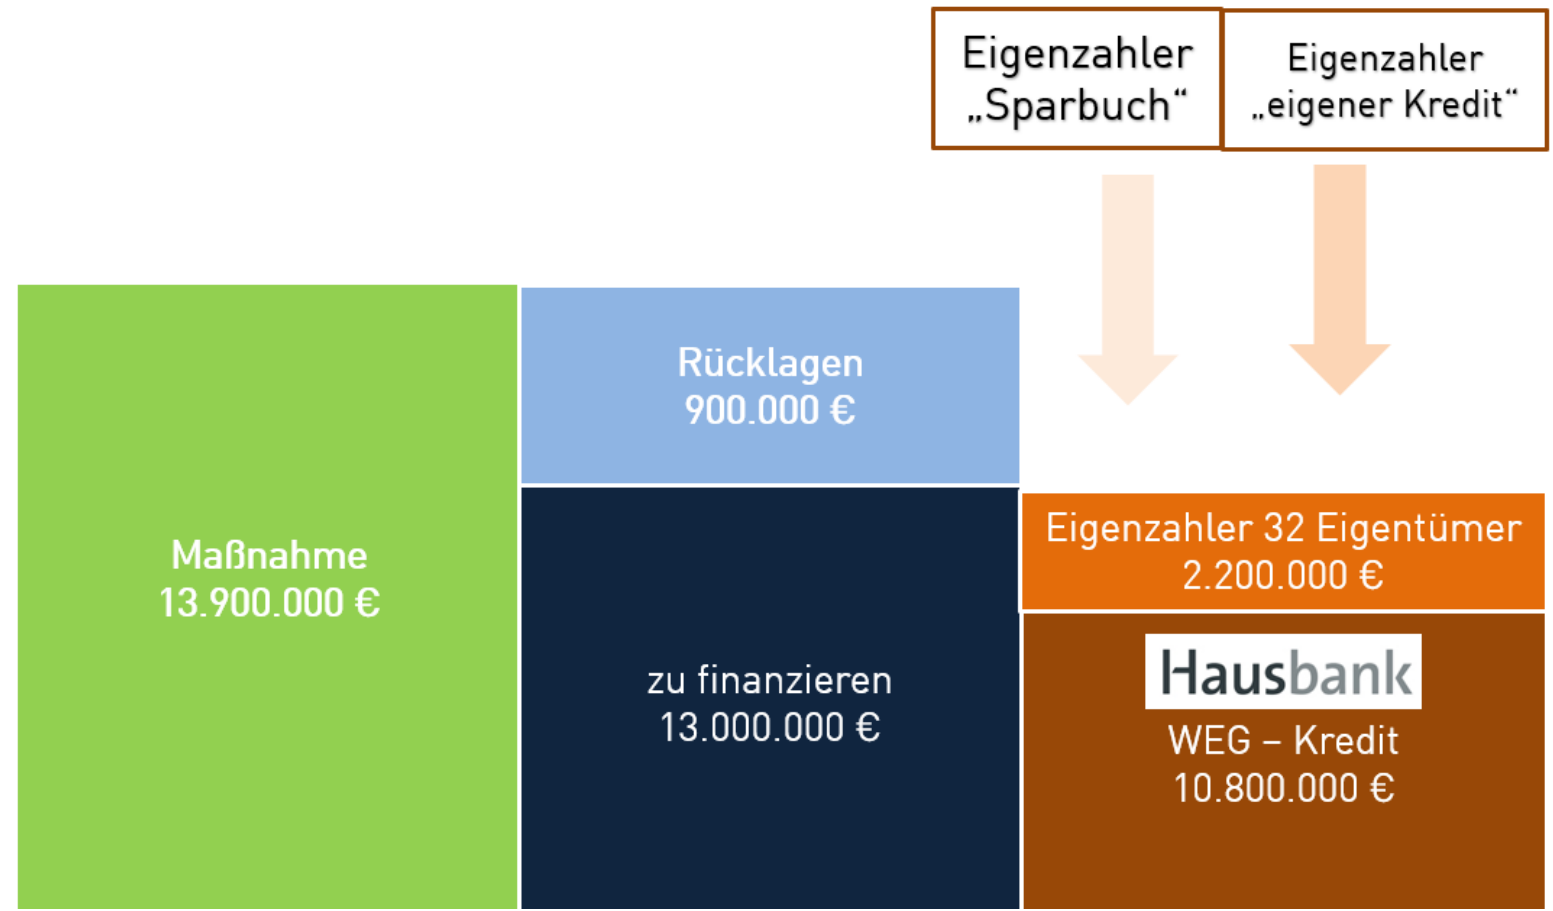 Eigenzahler
„Sparbuch“
Eigenzahler
„eigener Kredit“
Maßnahme
13.900.000 €
Rücklagen
900.000 €
zu finanzieren
13.000.000 €
Eigenzahler 32 Eigentümer
2.200.000 €
Hausbank
WEG – Kredit
10.800.000 €